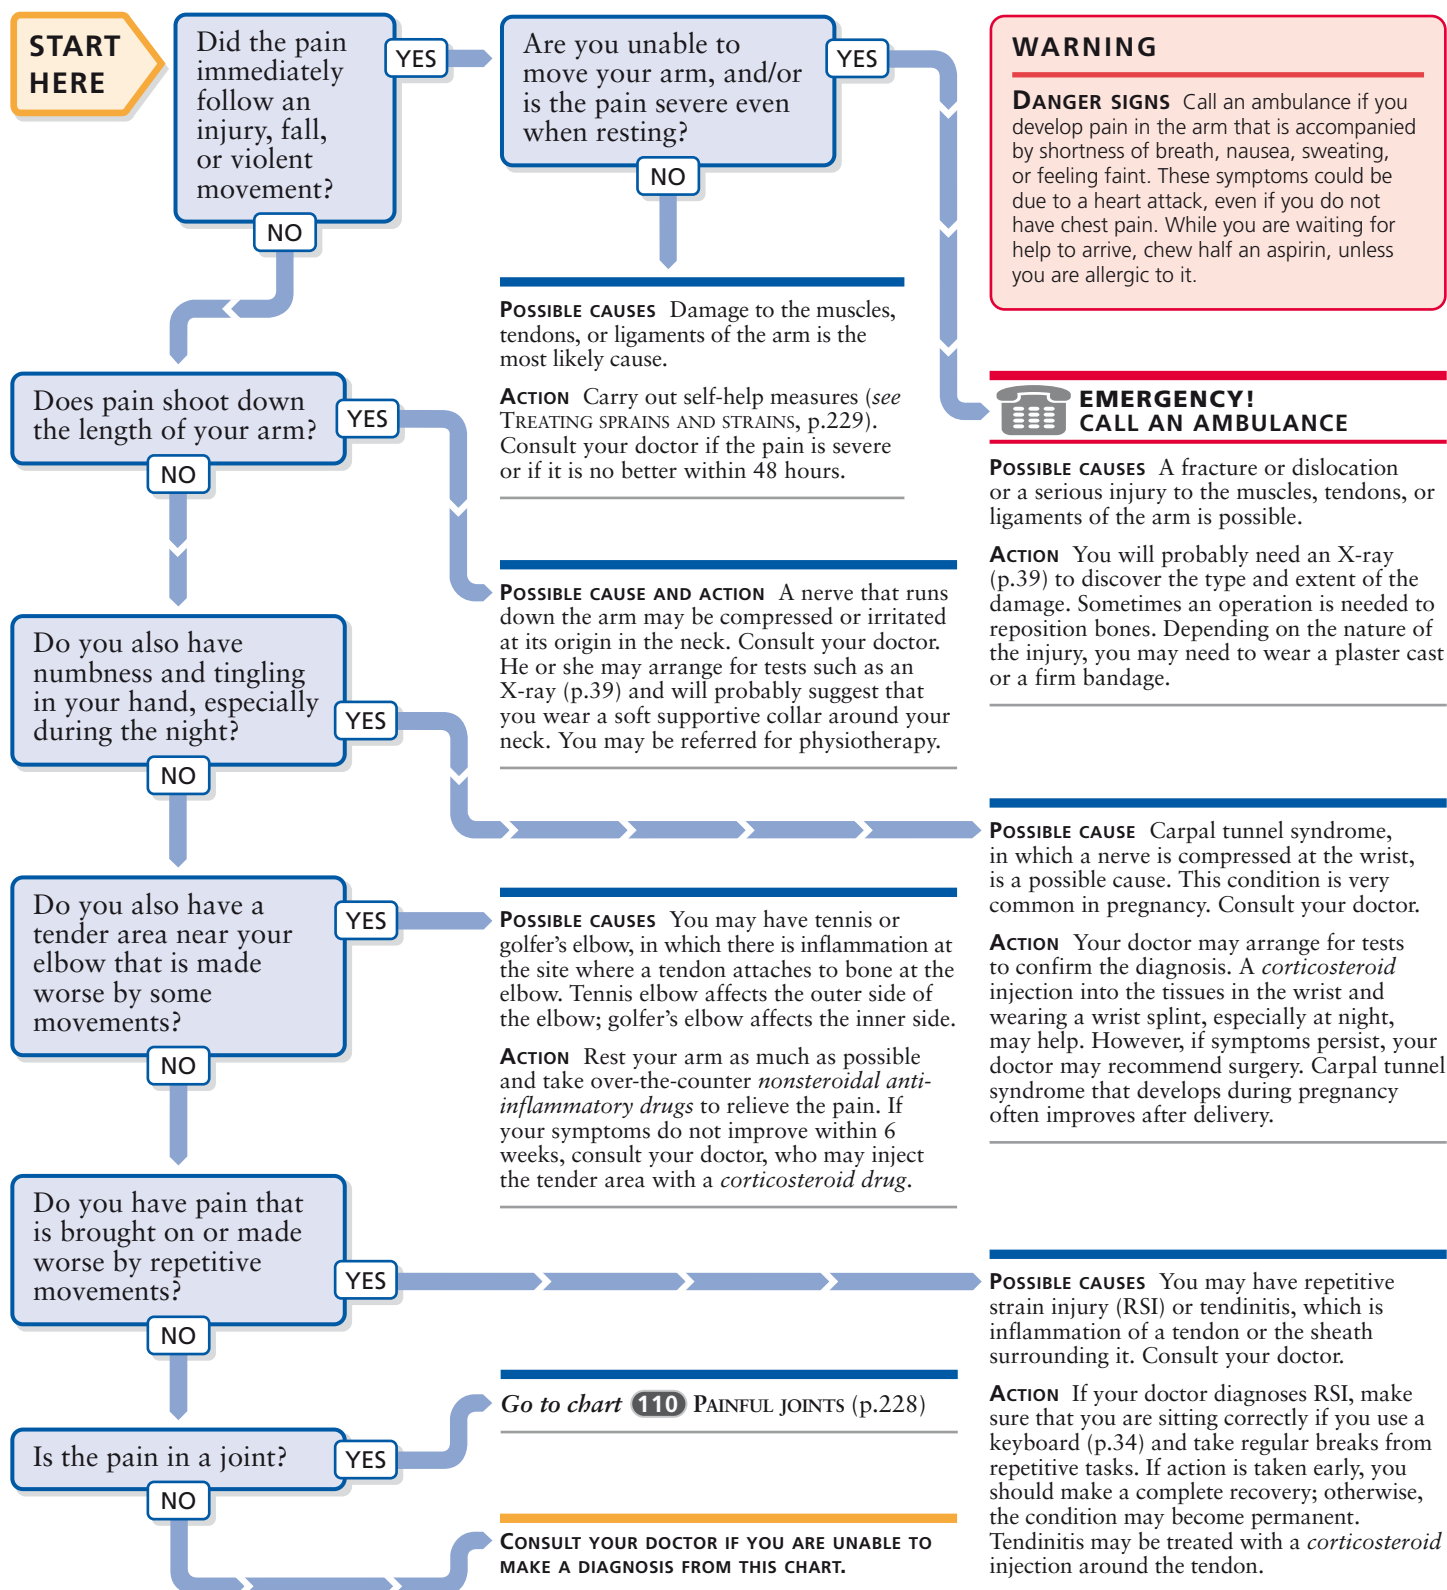 START
HERE
Did the pain
immediately
follow an
injury, fall,
or violent
movement?
YES
NO
Are you unable to
move your arm, and/or
is the pain severe even
when resting?
YES
NO
WARNING
DANGER SIGNS Call an ambulance if you
develop pain in the arm that is accompanied
by shortness of breath, nausea, sweating,
or feeling faint. These symptoms could be
due to a heart attack, even if you do not
have chest pain. While you are waiting for
help to arrive, chew half an aspirin, unless
you are allergic to it.
POSSIBLE CAUSES Damage to the muscles,
tendons, or ligaments of the arm is the
most likely cause.
ACTION Carry out self-help measures (see
TREATING SPRAINS AND STRAINS, p.229).
Consult your doctor if the pain is severe
or if it is no better within 48 hours.
EMERGENCY!
CALL AN AMBULANCE
POSSIBLE CAUSES A fracture or dislocation
or a serious injury to the muscles, tendons, or
ligaments of the arm is possible.
ACTION You will probably need an X-ray
(p.39) to discover the type and extent of the
damage. Sometimes an operation is needed to
reposition bones. Depending on the nature of
the injury, you may need to wear a plaster cast
or a firm bandage.
Does pain shoot down
the length of your arm?
YES
NO
POSSIBLE CAUSE AND ACTION A nerve that runs
down the arm may be compressed or irritated
at its origin in the neck. Consult your doctor.
He or she may arrange for tests such as an
X-ray (p.39) and will probably suggest that
you wear a soft supportive collar around your
neck. You may be referred for physiotherapy.
Do you also have
numbness and tingling
in your hand, especially
during the night?
YES
NO
POSSIBLE CAUSE Carpal tunnel syndrome,
in which a nerve is compressed at the wrist,
is a possible cause. This condition is very
common in pregnancy. Consult your doctor.
ACTION Your doctor may arrange for tests
to confirm the diagnosis. A corticosteroid
injection into the tissues in the wrist and
wearing a wrist splint, especially at night,
may help. However, if symptoms persist, your
doctor may recommend surgery. Carpal tunnel
syndrome that develops during pregnancy
often improves after delivery.
Do you also have a
tender area near your
elbow that is made
worse by some
movements?
YES
NO
POSSIBLE CAUSES You may have tennis or
golfer's elbow, in which there is inflammation at
the site where a tendon attaches to bone at the
elbow. Tennis elbow affects the outer side of
the elbow; golfer's elbow affects the inner side.
ACTION Rest your arm as much as possible
and take over-the-counter nonsteroidal anti-
inflammatory drugs to relieve the pain. If
your symptoms do not improve within 6
weeks, consult your doctor, who may inject
the tender area with a corticosteroid drug.
Do you have pain that
is brought on or made
worse by repetitive
movements?
YES
NO
POSSIBLE CAUSES You may have repetitive
strain injury (RSI) or tendinitis, which is
inflammation of a tendon or the sheath
surrounding it. Consult your doctor.
ACTION If your doctor diagnoses RSI, make
sure that you are sitting correctly if you use a
keyboard (p.34) and take regular breaks from
repetitive tasks. If action is taken early, you
should make a complete recovery; otherwise,
the condition may become permanent.
Tendinitis may be treated with a corticosteroid
injection around the tendon.
Is the pain in a joint?
YES
NO
Go to chart 110 PAINFUL JOINTS (p.228)
CONSULT YOUR DOCTOR IF YOU ARE UNABLE TO
MAKE A DIAGNOSIS FROM THIS CHART.